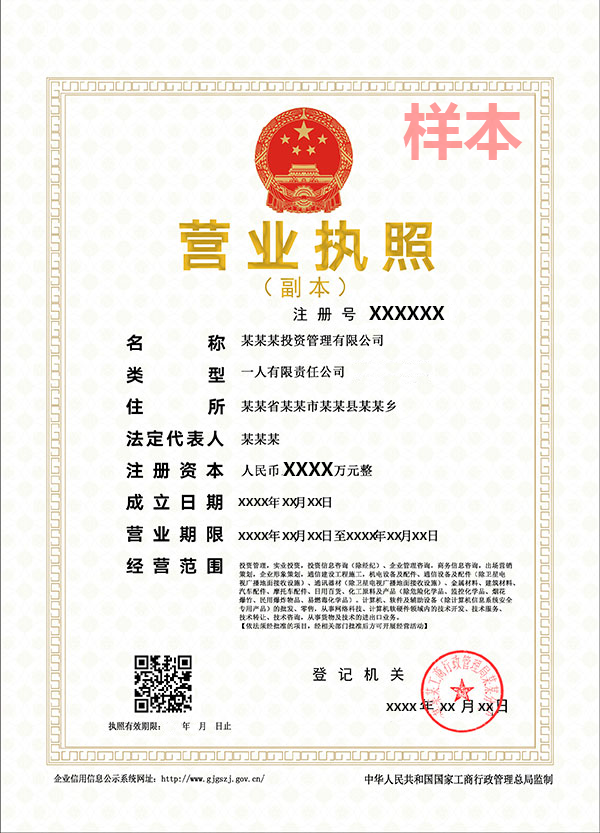 样本
营业执照
（副本）
注 册 号 XXXXXX
名 称 某某某投资管理有限公司
类 型 一人有限责任公司
住 所 某某省某某市某某县某某乡
法定代表人 某某某
注 册 资 本 人民币 XXXX 万元整
成 立 日 期 XXXX年 XX月 XX日
营 业 期 限 XXXX年 XX月 XX日 至XXXX年 XX月 XX日
经 营 范 围 投资管理，实业投资，投资信息咨询（除经纪）、企业管理咨询，商务信息咨询，出场营销
策划，企业形象策划，通信建设工程施工，机电设备及配件、通信设备及配件（除卫星电
视广播地面接收设施）、通讯器材（除卫星电视广播地面接收设施）、金属材料、建筑材料、
汽车配件、摩托车配件、日用百货、化工原料及产品（除危险化学品、监控化学品、烟花
爆竹、民用爆炸物品、易燃毒化学品）、计算机、软件及辅助设备（除计算机信息系统安全
专用产品）的批发、零售，从事网络科技、计算机软硬件领域内的技术开发、技术服务、
技术转让、技术咨询，从事货物及技术的进出口业务。
【依法须经批准的项目，经相关部门批准后方可开展经营活动】
登 记 机 关
XXXX 年 XX 月 XX 日
执照有效期限： 年 月 日止
企业信用信息公示系统网址：http://www.gjgszj.gov.cn/
中华人民共和国国家工商行政管理总局监制